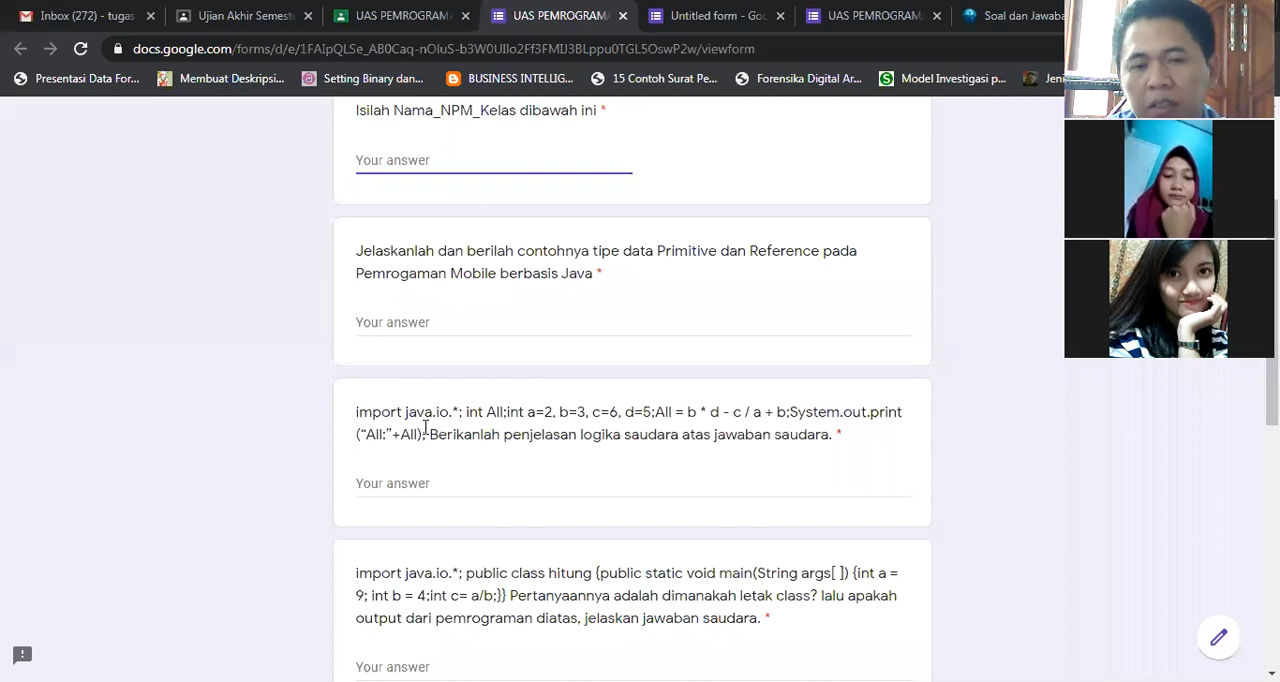 Inbox (272) - tugas
Ujian Akhir Semest
UAS PEMROGRAM
UAS PEMROGRAMA
Untitled form - Goo
UAS PEMROGRAM
Soal dan Jawaba
docs.google.com/forms/d/e/1FAIpQLSe_AB0Caq-nOluS-b3W0UIIo2Ff3FMIJ3BLppu0TGL5OswP2w/viewform
Presentasi Data For...
Membuat Deskripsi...
Setting Binary dan...
BUSINESS INTELLIG...
15 Contoh Surat Pe...
Forensika Digital Ar...
Model Investigasi p...
Jeni
Isilah Nama_NPM_Kelas dibawah ini *
Your answer
Jelaskanlah dan berilah contohnya tipe data Primitive dan Reference pada
Pemrogaman Mobile berbasis Java *
Your answer
import java.io.*; int All;int a=2, b=3, c=6, d=5;All = b * d - c / a + b;System.out.print
(“All:”+All); Berikanlah penjelasan logika saudara atas jawaban saudara. *
Your answer
import java.io.*; public class hitung {public static void main(String args[ ]) {int a =
9; int b = 4;int c= a/b;}} Pertanyaannya adalah dimanakah letak class? lalu apakah
output dari pemrograman diatas, jelaskan jawaban saudara. *
Your answer